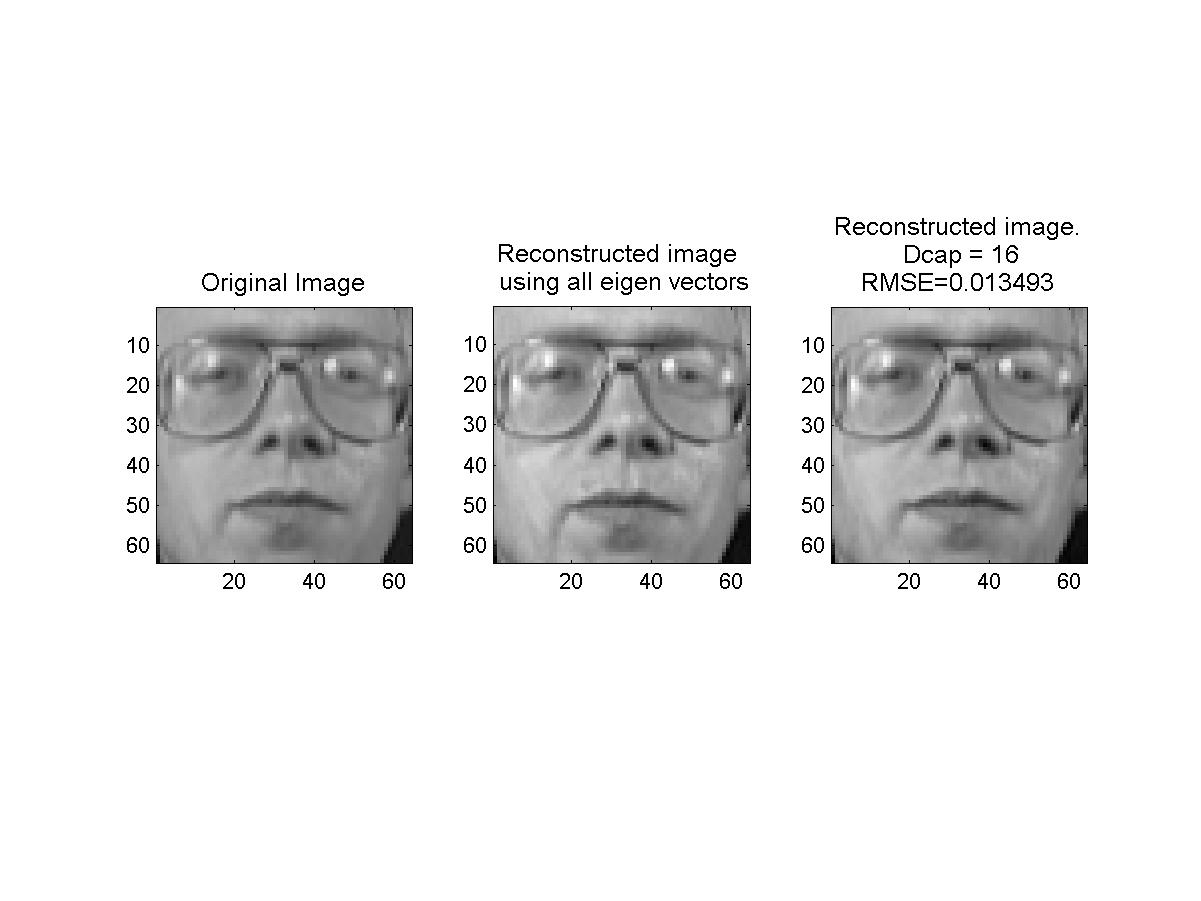 Original Image
10
20
30
40
50
60
20 40 60
Reconstructed image
using all eigen vectors
10
20
30
40
50
60
20 40 60
Reconstructed image.
Dcap = 16
RMSE=0.013493
10
20
30
40
50
60
20 40 60